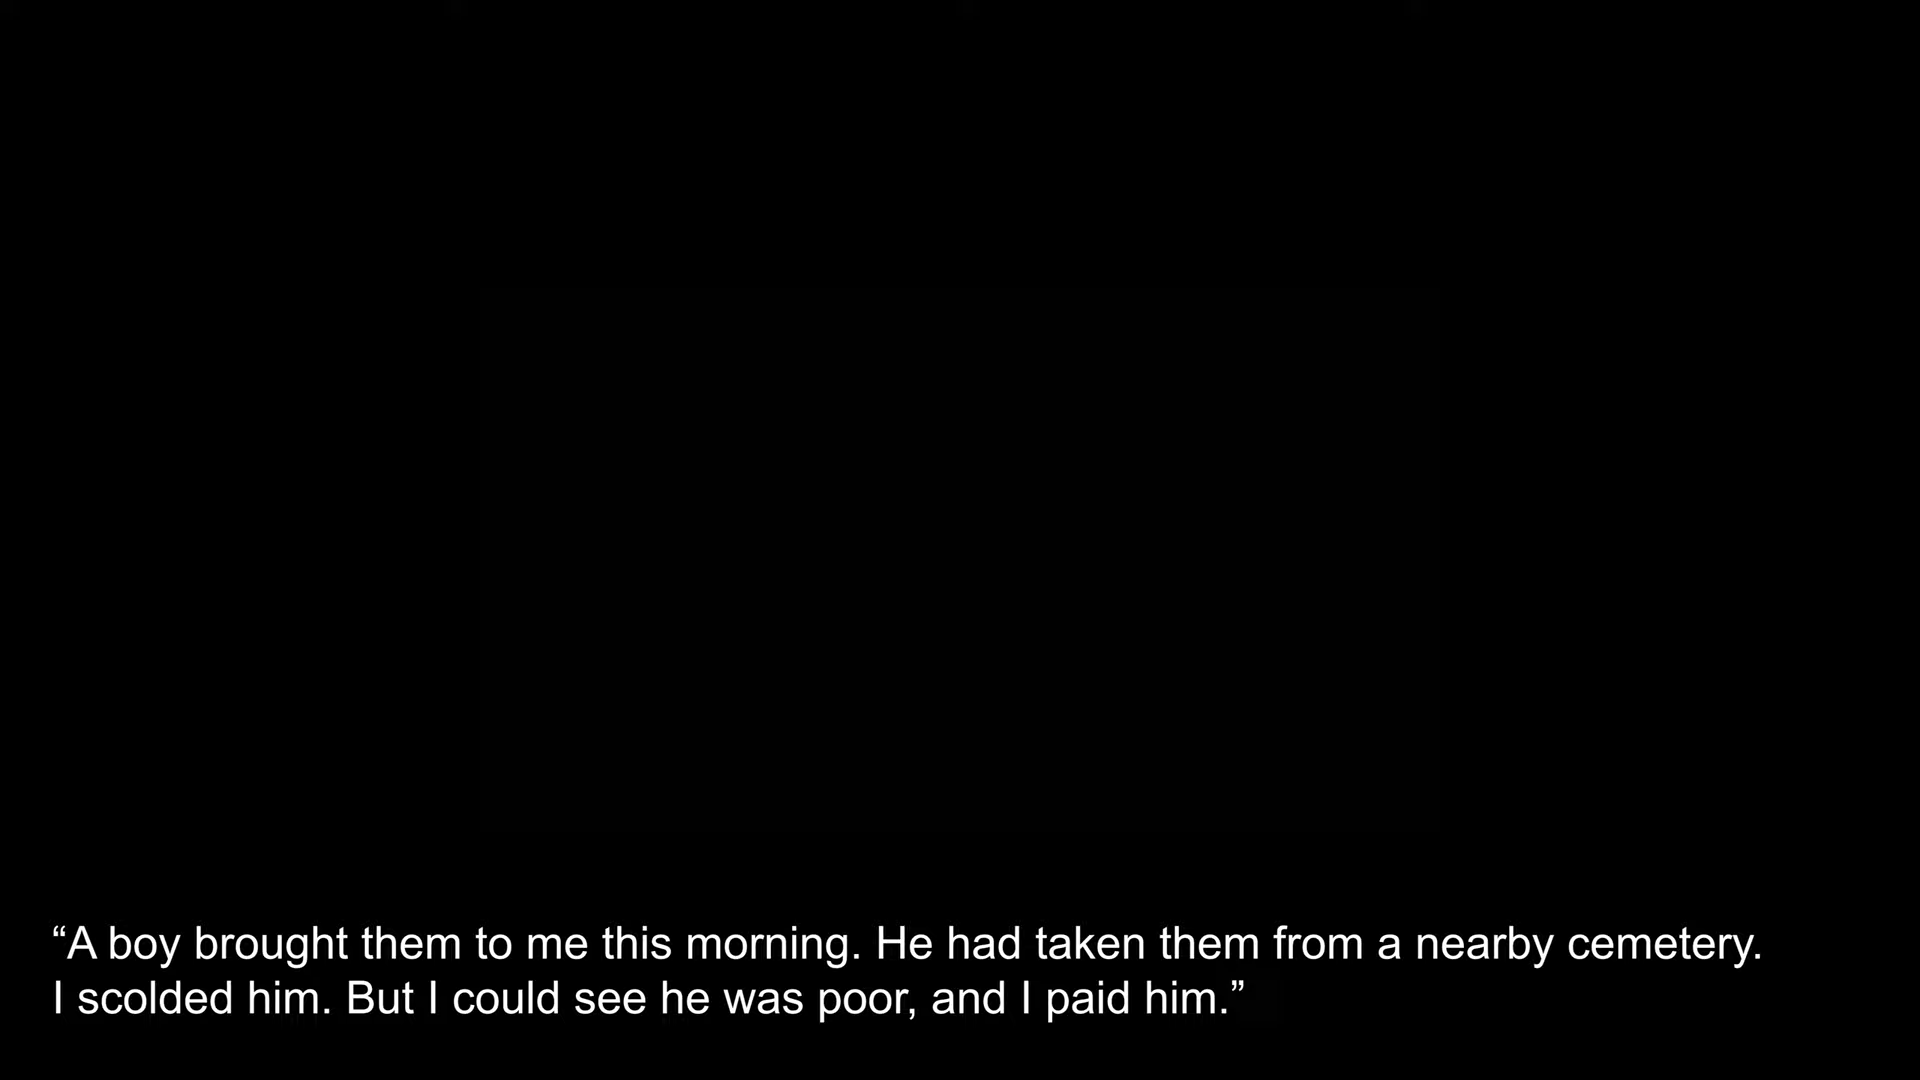 “A boy brought them to me this morning. He had taken them from a nearby cemetery.
I scolded him. But I could see he was poor, and I paid him.”